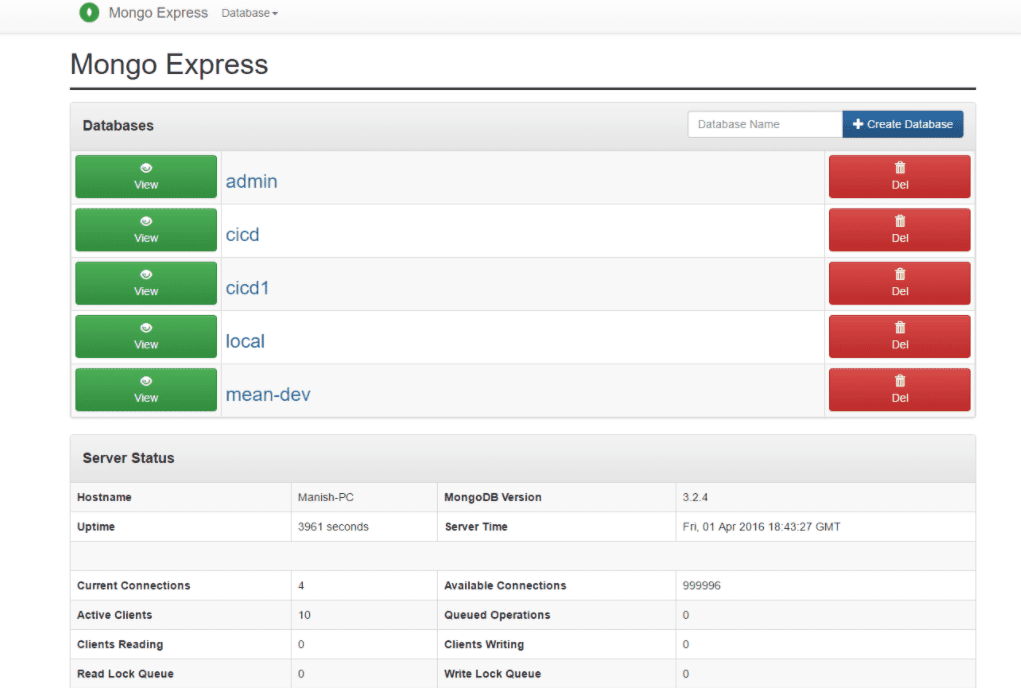 Mongo Express Database
Mongo Express
Databases Database Name Create Database
View admin Del
View cicd Del
View cicd1 Del
View local Del
View mean-dev Del
Server Status
Hostname Manish-PC MongoDB Version 3.2.4
Uptime 3961 seconds Server Time Fri, 01 Apr 2016 18:43:27 GMT
Current Connections 4 Available Connections 999996
Active Clients 10 Queued Operations 0
Clients Reading 0 Clients Writing 0
Read Lock Queue 0 Write Lock Queue 0